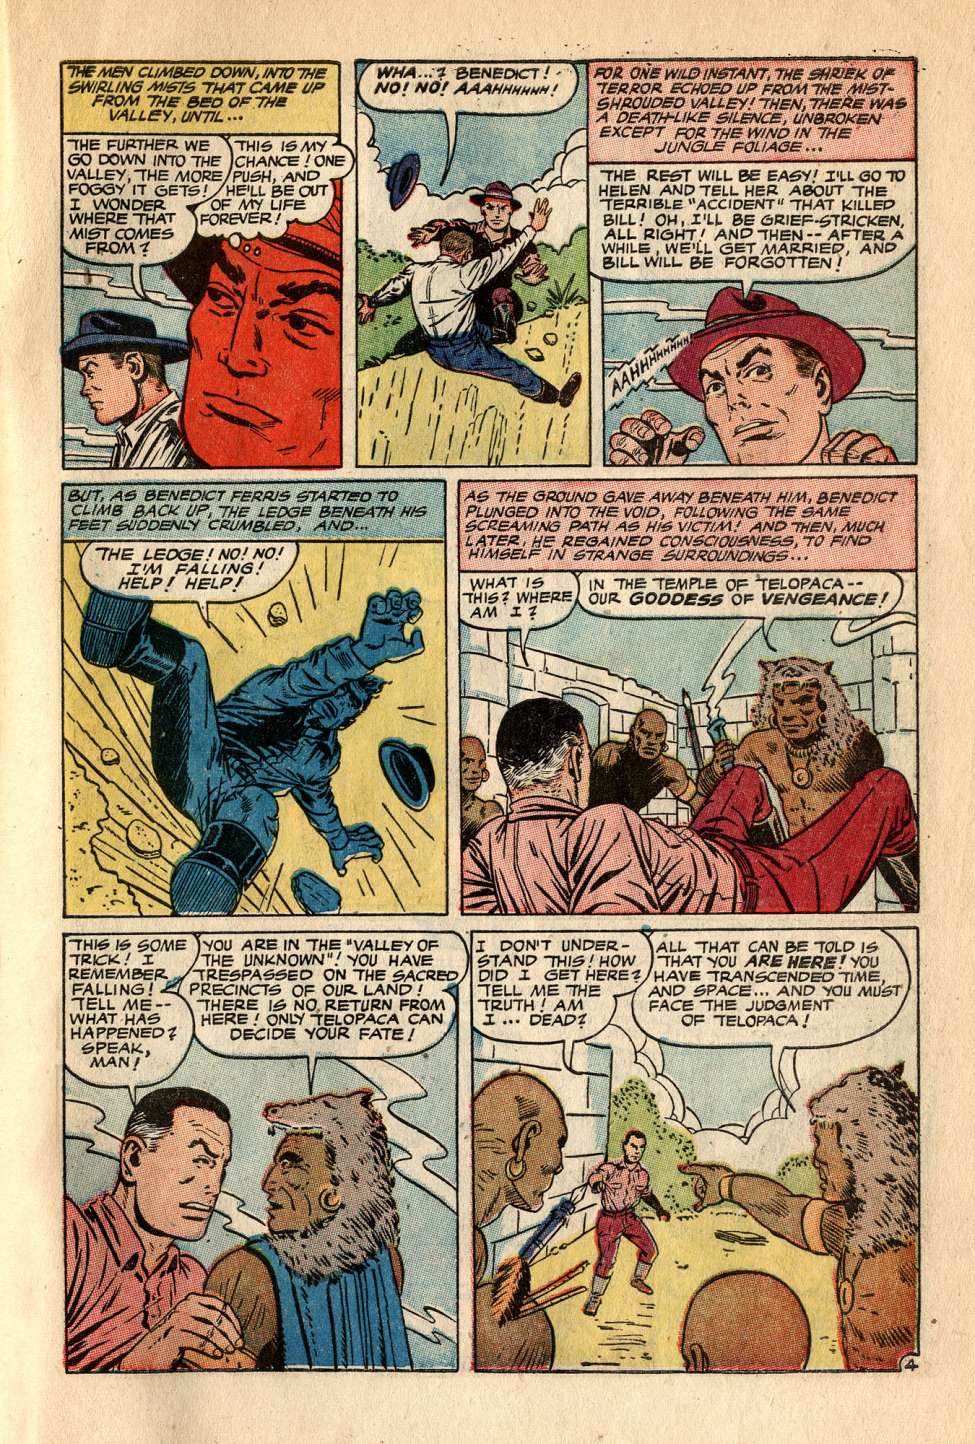 THE MEN CLIMBED DOWN, INTO THE
SWIRLING MISTS THAT CAME UP
FROM THE BED OF THE
VALLEY, UNTIL...
THE FURTHER WE
GO DOWN INTO THE
VALLEY, THE MORE
FOGGY IT GETS!
I WONDER
WHERE THAT
MIST COMES
FROM?
THIS IS MY
CHANCE! ONE
PUSH, AND
HE'LL BE OUT
OF MY LIFE
FOREVER!
WHA...? BENEDICT!
NO! NO! AAAHHHHHH!
FOR ONE WILD INSTANT, THE SHRIEK OF
TERROR ECHOED UP FROM THE MIST-
SHROUDED VALLEY! THEN, THERE WAS
A DEATH-LIKE SILENCE, UNBROKEN
EXCEPT FOR THE WIND IN THE
JUNGLE FOLIAGE...
THE REST WILL BE EASY! I'LL GO TO
HELEN AND TELL HER ABOUT THE
TERRIBLE "ACCIDENT" THAT KILLED
BILL! OH, I'LL BE GRIEF-STRICKEN,
ALL RIGHT! AND THEN-- AFTER A
WHILE, WE'LL GET MARRIED, AND
BILL WILL BE FORGOTTEN!
AAHHHHHHHH
BUT, AS BENEDICT FERRIS STARTED TO
CLIMB BACK UP, THE LEDGE BENEATH HIS
FEET SUDDENLY CRUMBLED, AND...
THE LEDGE! NO! NO!
I'M FALLING!
HELP! HELP!
AS THE GROUND GAVE AWAY BENEATH HIM, BENEDICT
PLUNGED INTO THE VOID, FOLLOWING THE SAME
SCREAMING PATH AS HIS VICTIM! AND THEN, MUCH
LATER, HE REGAINED CONSCIOUSNESS, TO FIND
HIMSELF IN STRANGE SURROUNDINGS...
WHAT IS
THIS? WHERE
AM I?
IN THE TEMPLE OF TELOPACA--
OUR GODDESS OF VENGEANCE!
THIS IS SOME
TRICK! I
REMEMBER
FALLING!
TELL ME--
WHAT HAS
HAPPENED?
SPEAK,
MAN!
YOU ARE IN THE "VALLEY OF
THE UNKNOWN"! YOU HAVE
TRESPASSED ON THE SACRED
PRECINCTS OF OUR LAND!
THERE IS NO RETURN FROM
HERE! ONLY TELOPACA CAN
DECIDE YOUR FATE!
I DON'T UNDER-
STAND THIS! HOW
DID I GET HERE?
TELL ME THE
TRUTH! AM
I... DEAD?
ALL THAT CAN BE TOLD IS
THAT YOU ARE HERE! YOU
HAVE TRANSCENDED TIME,
AND SPACE... AND YOU MUST
FACE THE JUDGMENT
OF TELOPACA!
4